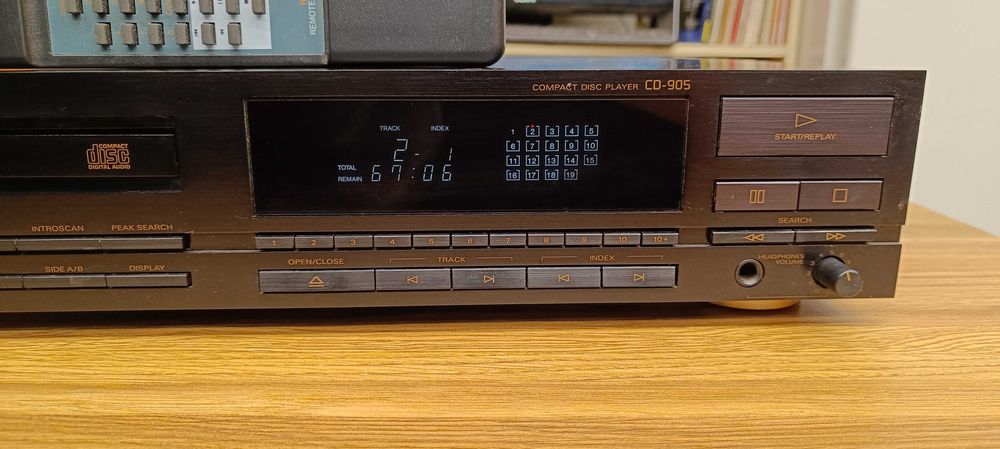 REMOTE
COMPACT DISC PLAYER CD-905
COMPACT
disc
DIGITAL AUDIO
TRACK INDEX
2 1
TOTAL
REMAIN 67:06
1 2 3 4 5
6 7 8 9 10
11 12 13 14 15
16 17 18 19
START/REPLAY
SEARCH
INTROSCAN PEAK SEARCH
1 2 3 4 5 6 7 8 9 10 10+
SIDE A/B DISPLAY
OPEN/CLOSE TRACK INDEX
HEADPHONES
VOLUME